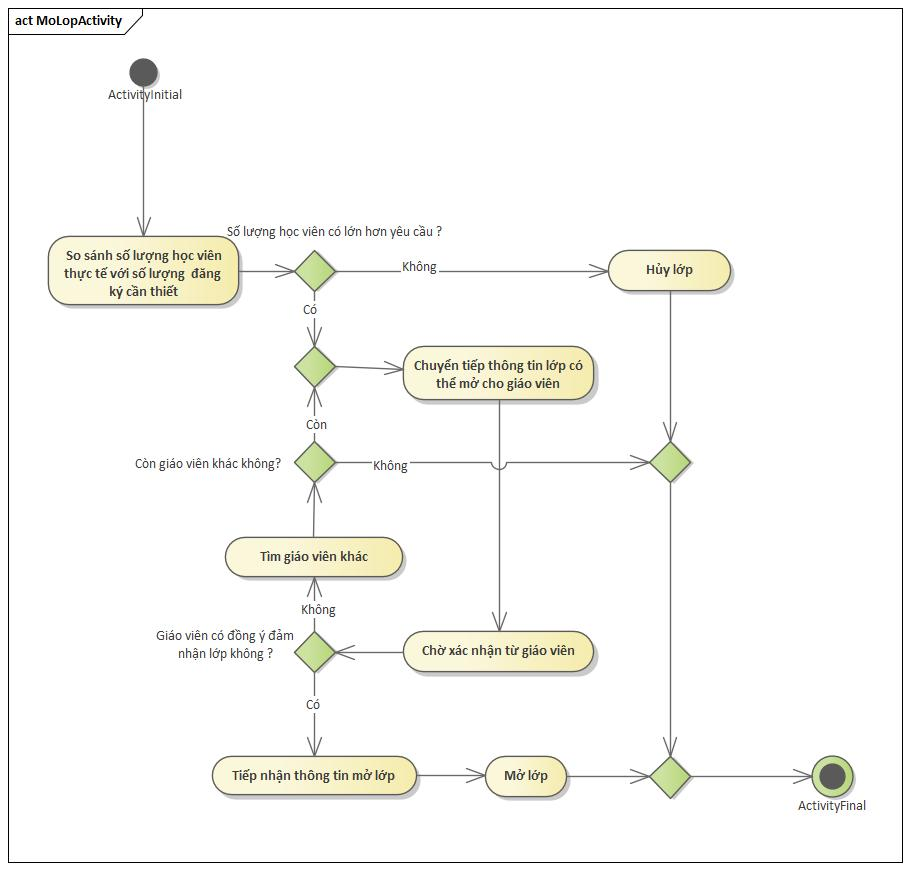 act MoLopActivity
ActivityInitial
Số lượng học viên có lớn hơn yêu cầu ?
So sánh số lượng học viên
thực tế với số lượng đăng
ký cần thiết
Không
Hủy lớp
Có
Chuyển tiếp thông tin lớp có
thể mở cho giáo viên
Còn
Còn giáo viên khác không?
Không
Tìm giáo viên khác
Không
Giáo viên có đồng ý đảm
nhận lớp không ?
Chờ xác nhận từ giáo viên
Có
Tiếp nhận thông tin mở lớp
Mở lớp
ActivityFinal